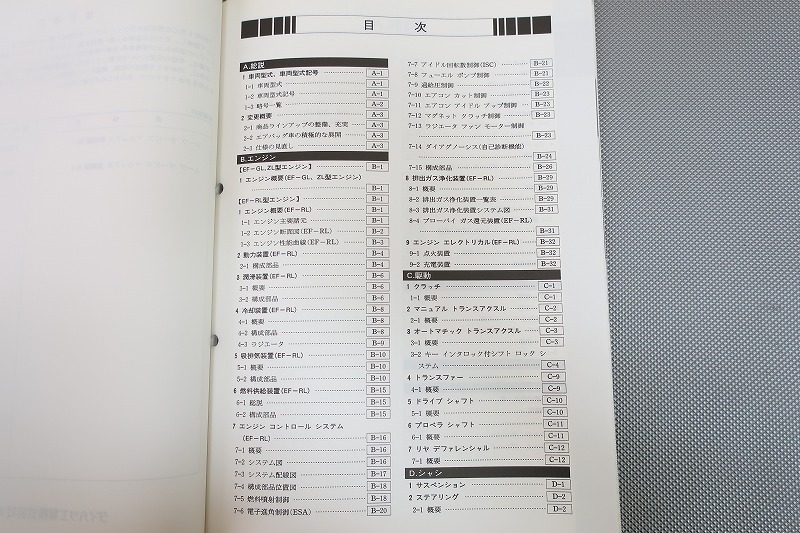 目 次
A.総説
1 車両型式、車両型式記号 A-1
1-1 車両型式 A-1
1-2 車両型式記号 A-1
1-3 略号一覧 A-2
2 変更概要 A-3
2-1 商品ラインアップの整備、充実 A-3
2-2 エアバッグ車の積極的な展開 A-3
2-3 仕様の見直し A-3
B.エンジン
【EF-GL,ZL型エンジン】 B-1
1 エンジン概要(EF-GL、ZL型エンジン)
B-1
【EF-RL型エンジン】 B-1
1 エンジン概要(EF-RL) B-1
1-1 エンジン主要諸元 B-1
1-2 エンジン断面図(EF-RL) B-2
1-3 エンジン性能曲線(EF-RL) B-3
2 動力装置(EF-RL) B-4
2-1 構成部品 B-4
3 潤滑装置(EF-RL) B-6
3-1 概要 B-6
3-2 構成部品 B-6
4 冷却装置(EF-RL) B-8
4-1 概要 B-8
4-2 構成部品 B-8
4-3 ラジエータ B-9
5 吸排気装置(EF-RL) B-10
5-1 概要 B-10
5-2 構成部品 B-10
6 燃料供給装置(EF-RL) B-15
6-1 総説 B-15
6-2 構成部品 B-15
7 エンジン コントロール システム
(EF-RL) B-16
7-1 概要 B-16
7-2 システム図 B-16
7-3 システム配線図 B-17
7-4 構成部品位置図 B-18
7-5 燃料噴射制御 B-18
7-6 電子進角制御(ESA) B-20
7-7 アイドル回転数制御(ISC) B-21
7-8 フューエル ポンプ制御 B-21
7-9 過給圧制御 B-22
7-10 エアコン カット制御 B-23
7-11 エアコン アイドル アップ制御 B-23
7-12 マグネット クラッチ制御 B-23
7-13 ラジエータ ファン モーター制御
B-23
7-14 ダイアグノーシス(自己診断機能)
B-24
7-15 構成部品 B-26
8 排出ガス浄化装置(EF-RL) B-29
8-1 概要 B-29
8-2 排出ガス浄化装置一覧表 B-29
8-3 排出ガス浄化装置システム図 B-31
8-4 ブローバイ ガス還元装置(EF-RL)
B-31
9 エンジン エレクトリカル(EF-RL) B-32
9-1 点火装置 B-32
9-2 充電装置 B-32
C.駆動
1 クラッチ C-1
1-1 概要 C-1
2 マニュアル トランスアクスル C-2
2-1 概要 C-2
3 オートマチック トランスアクスル C-3
3-1 概要 C-3
3-2 キー インタロック付シフト ロック シ
ステム C-4
4 トランスファー C-9
4-1 概要 C-9
5 ドライブ シャフト C-10
5-1 概要 C-10
6 プロペラ シャフト C-11
6-1 概要 C-11
7 リヤ デファレンシャル C-12
7-1 概要 C-12
D.シャシ
1 サスペンション D-1
2 ステアリング D-2
2-1 概要 D-2